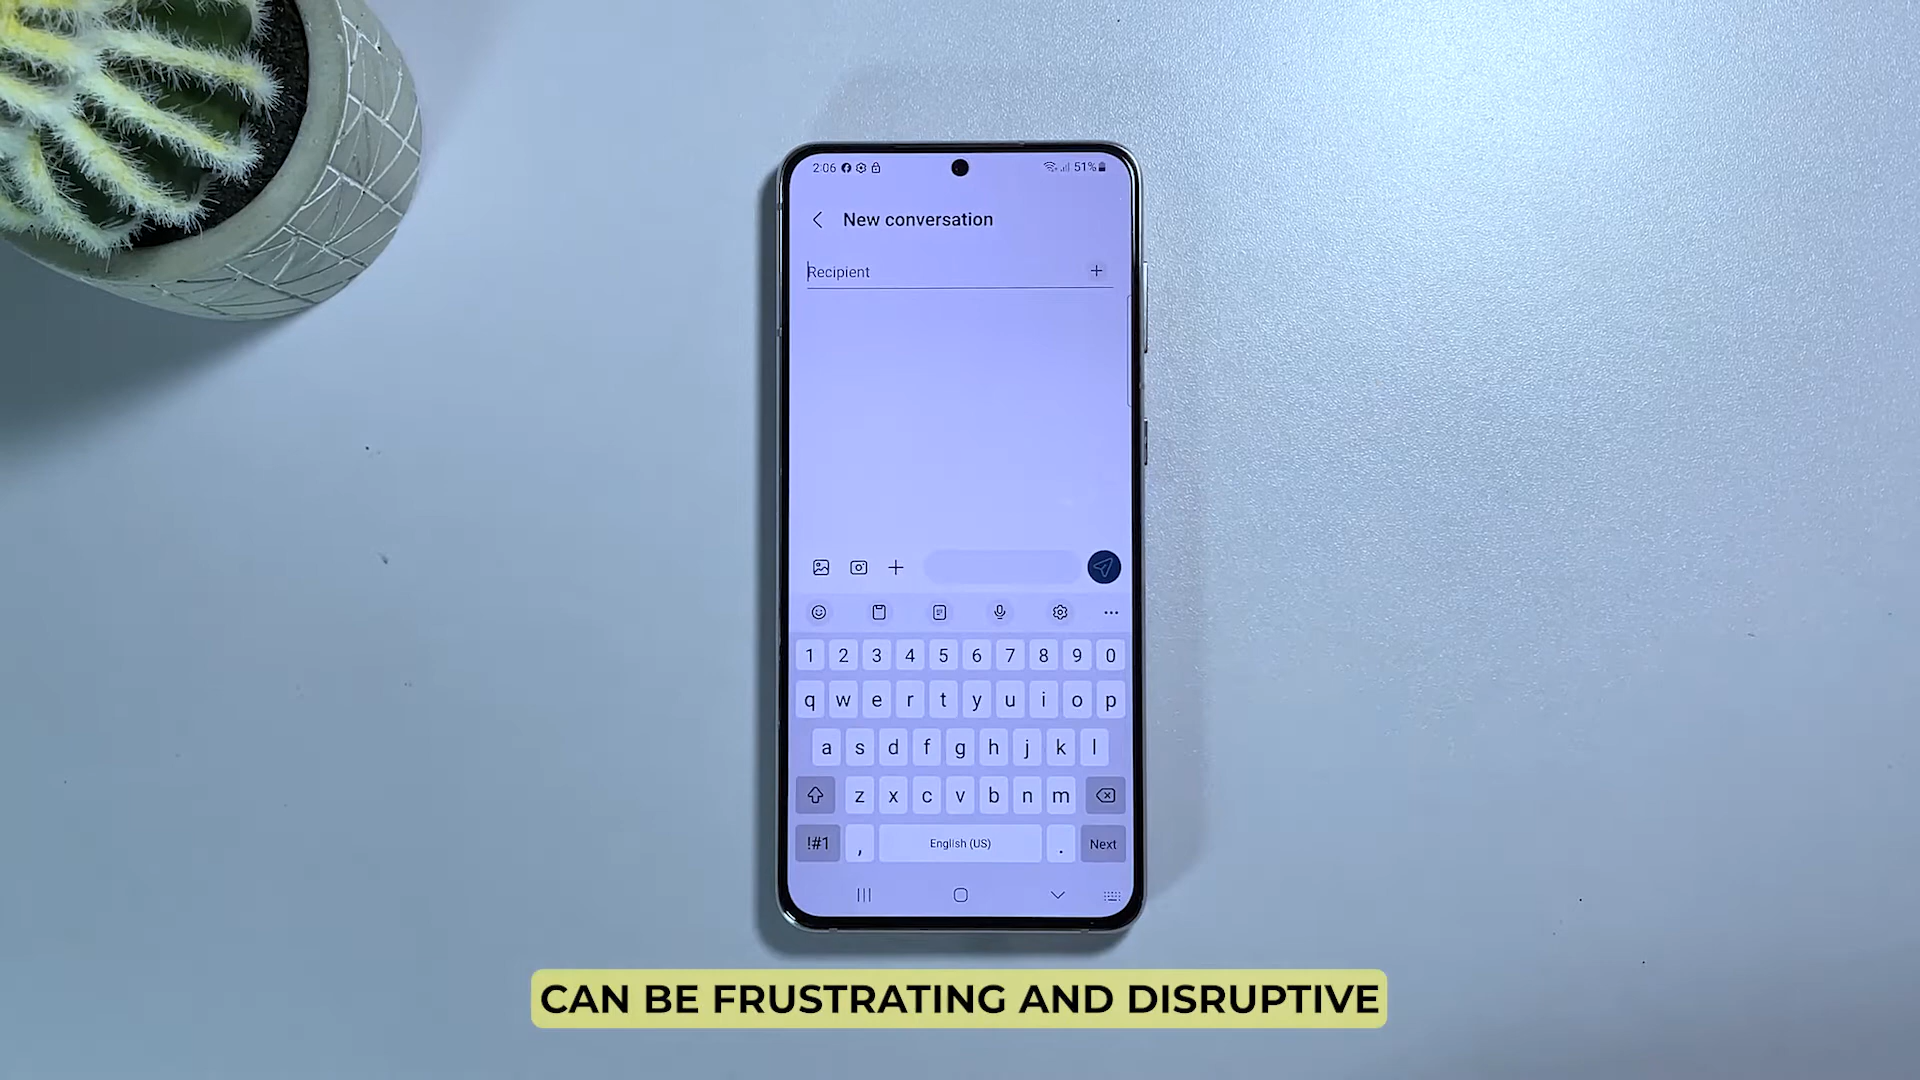 2:06 51%
New conversation
Recipient
1 2 3 4 5 6 7 8 9 0
q w e r t y u i o p
a s d f g h j k l
z x c v b n m
!#1 , English (US) . Next
CAN BE FRUSTRATING AND DISRUPTIVE